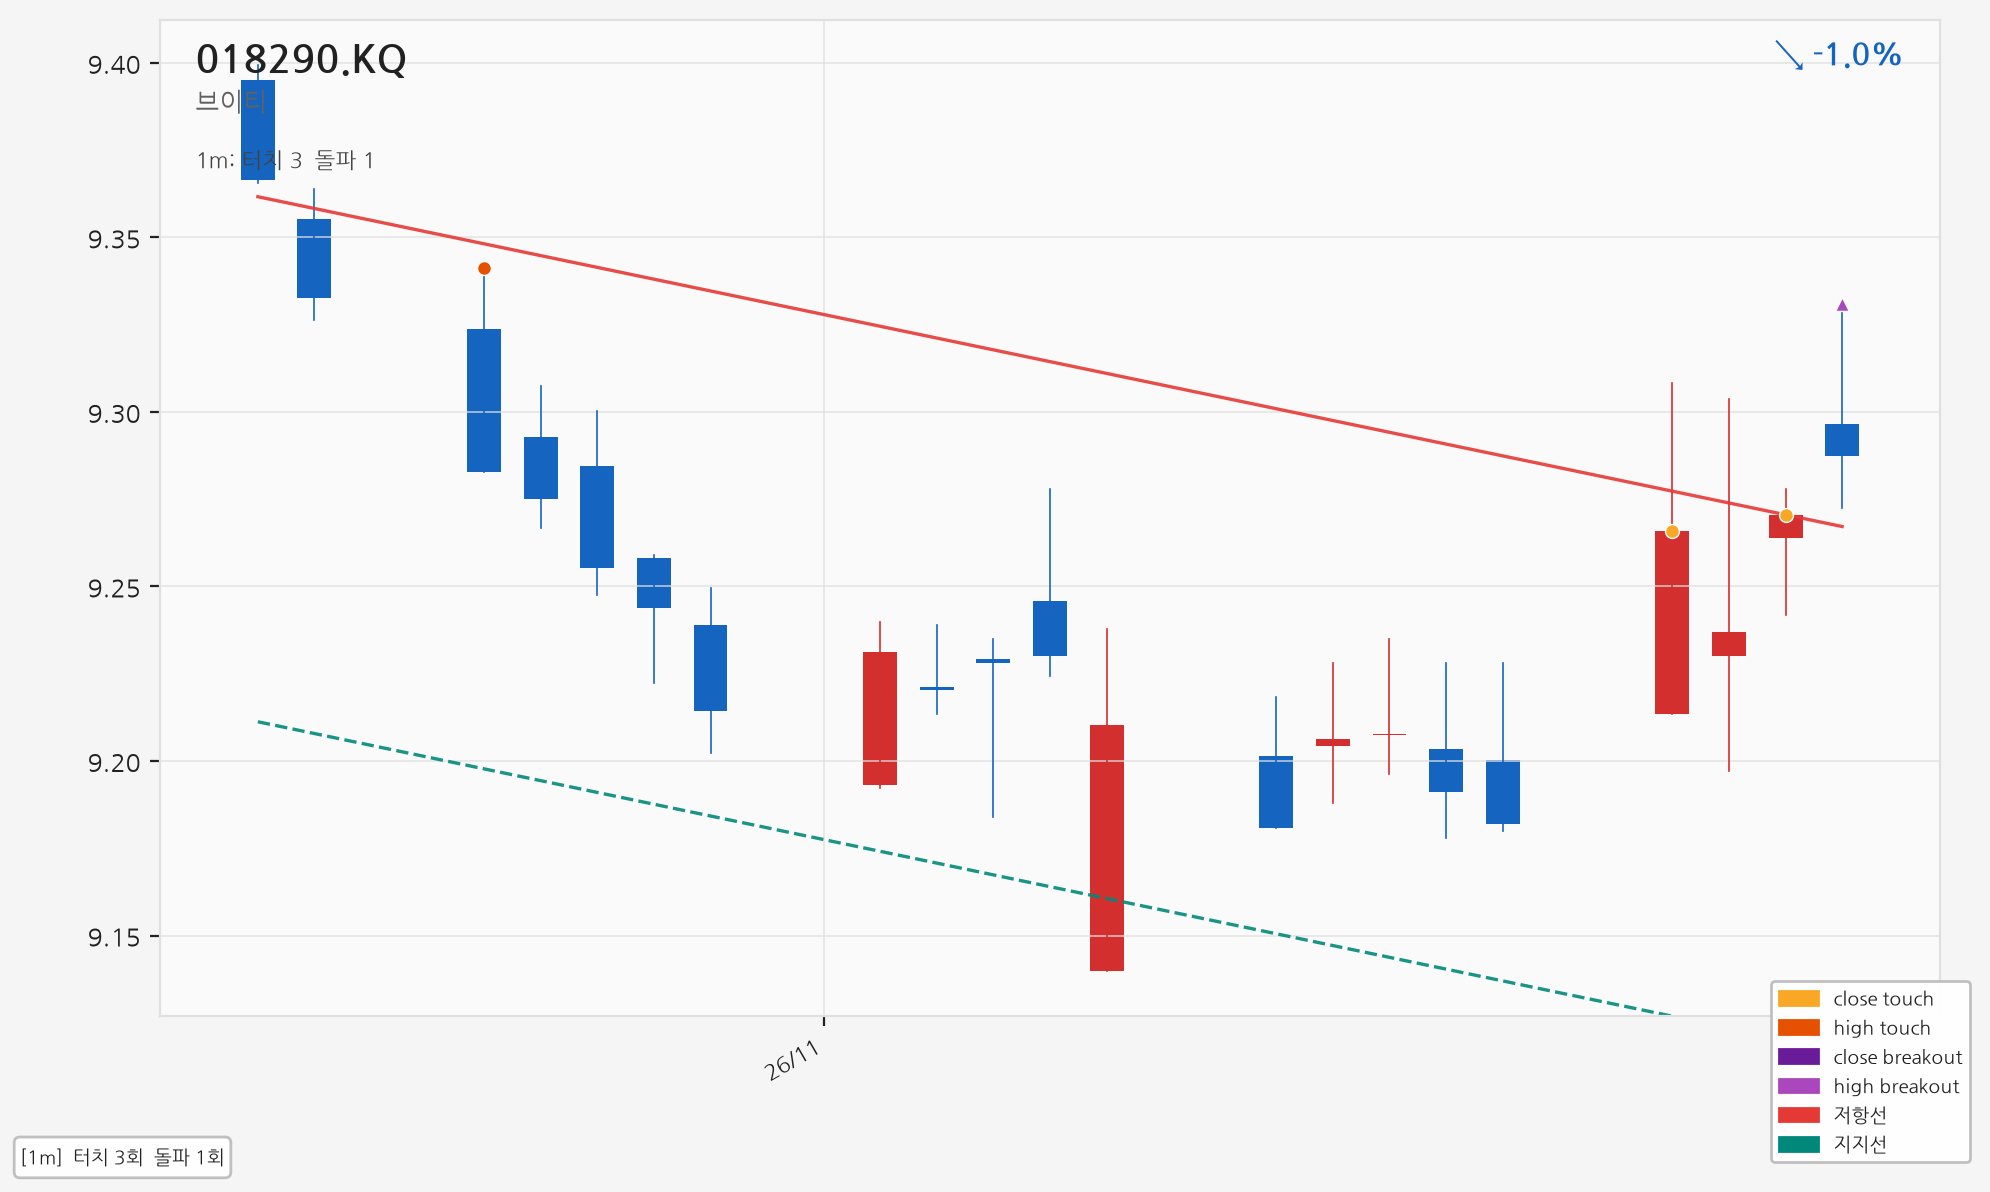 018290.KQ
브이티
1m: 터치 3 돌파 1
-1.0%
9.40
9.35
9.30
9.25
9.20
9.15
26/11
close touch
high touch
close breakout
high breakout
저항선
지지선
[1m] 터치 3회 돌파 1회